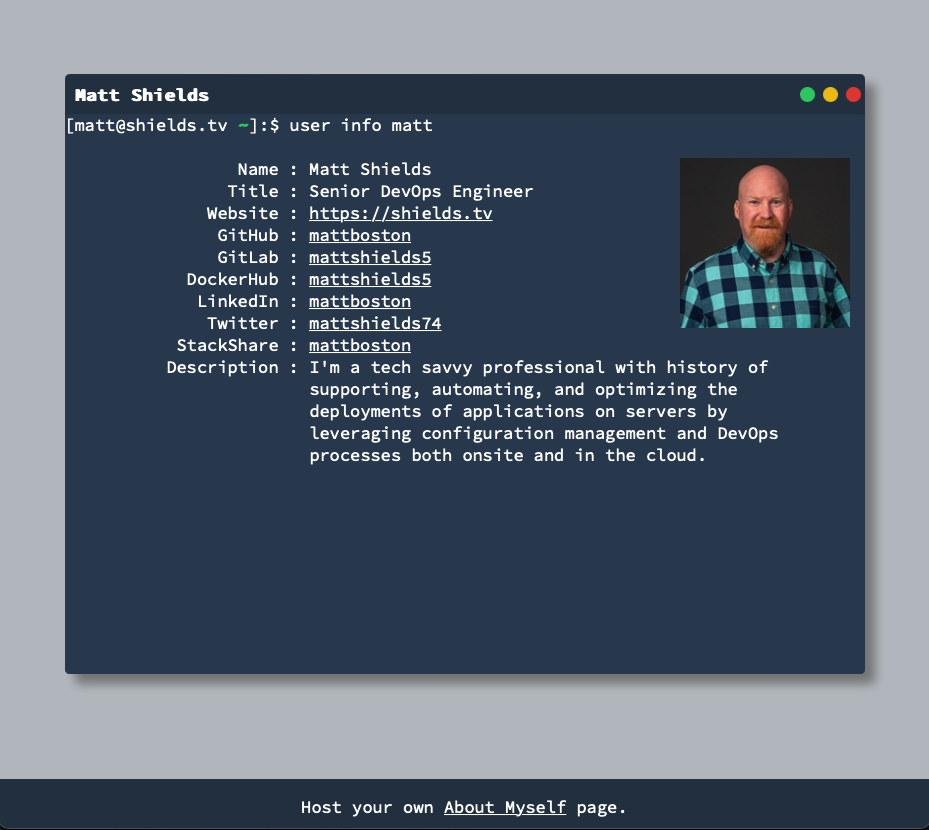 Matt Shields
[matt@shields.tv ~]:$ user info matt
Name : Matt Shields
Title : Senior DevOps Engineer
Website : https://shields.tv
GitHub : mattboston
GitLab : mattshields5
DockerHub : mattshields5
LinkedIn : mattboston
Twitter : mattshields74
StackShare : mattboston
Description : I'm a tech savvy professional with history of
supporting, automating, and optimizing the
deployments of applications on servers by
leveraging configuration management and DevOps
processes both onsite and in the cloud.
Host your own About Myself page.